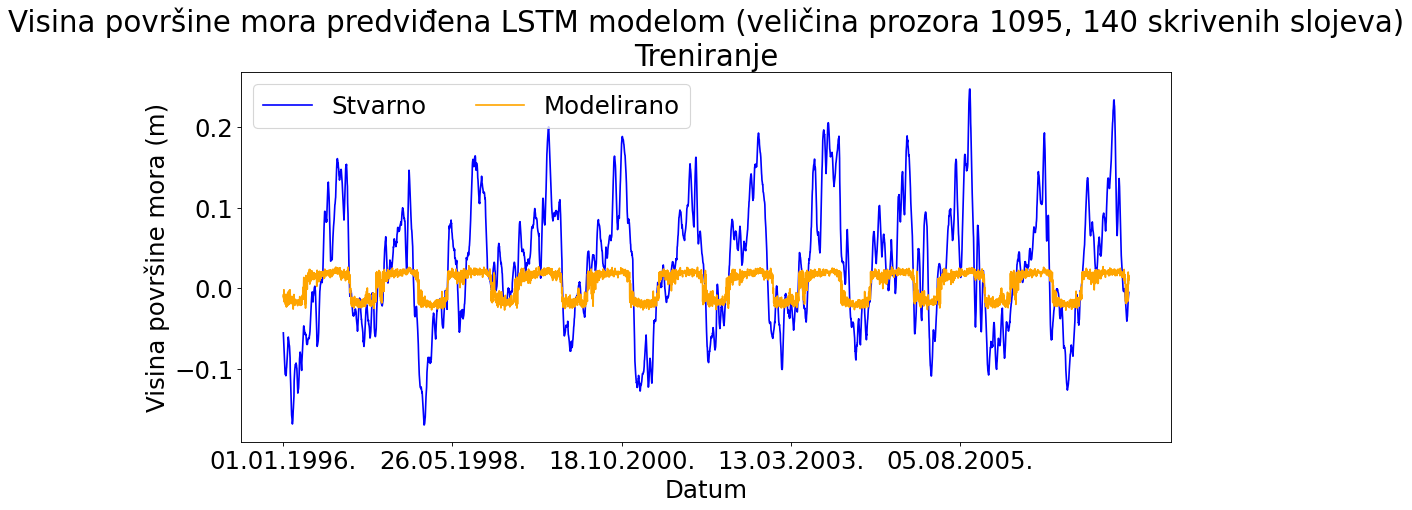 Visina površine mora predviđena LSTM modelom (veličina prozora 1095, 140 skrivenih slojeva)
Treniranje
Stvarno Modelirano
Visina površine mora (m)
0.2
0.1
0.0
−0.1
01.01.1996. 26.05.1998. 18.10.2000. 13.03.2003. 05.08.2005.
Datum